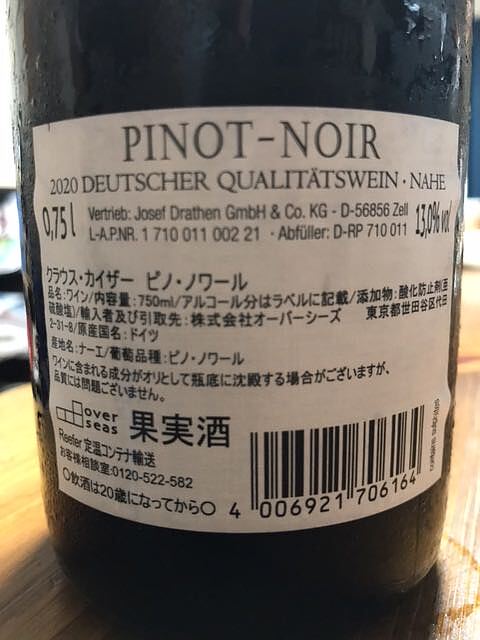 PINOT-NOIR
2020 DEUTSCHER QUALITÄTSWEIN · NAHE
0,75 l
Vertrieb: Josef Drathen GmbH & Co. KG - D-56856 Zell
13,0% vol
L-A.P.NR. 1 710 011 002 21 · Abfüller: D-RP 710 011
クラウス・カイザー ピノ・ノワール
品名:ワイン/内容量:750ml/アルコール分はラベルに記載/添加物:酸化防止剤(亜
硫酸塩)/輸入者及び引取先:株式会社オーバーシーズ 東京都世田谷区代田
2-31-8/原産国名:ドイツ
産地名:ナーエ/葡萄品種:ピノ・ノワール
ワインに含まれる成分がオリとして瓶底に沈殿する場合がございますが、
品質には問題ございません。
over
seas
果実酒
Reefer 定温コンテナ輸送
お客様相談室:0120-522-582
〇飲酒は20歳になってから〇
4 006921 706164